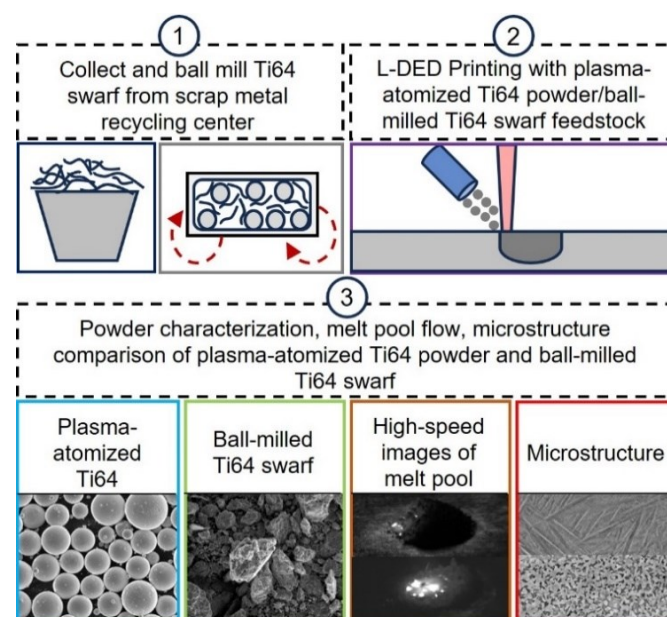 1
Collect and ball mill Ti64
swarf from scrap metal
recycling center
2
L-DED Printing with plasma-
atomized Ti64 powder/ball-
milled Ti64 swarf feedstock
3
Powder characterization, melt pool flow, microstructure
comparison of plasma-atomized Ti64 powder and ball-milled
Ti64 swarf
Plasma-
atomized
Ti64
Ball-milled
Ti64 swarf
High-speed
images of
melt pool
Microstructure